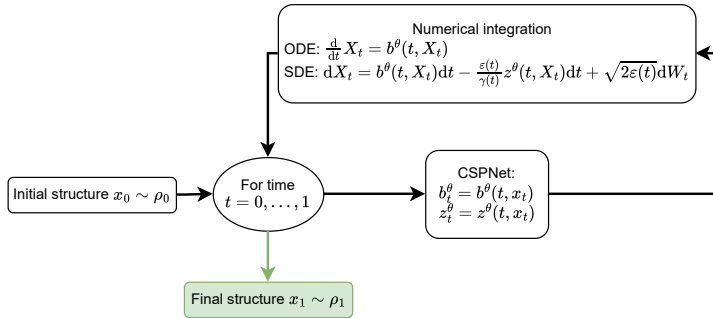 Numerical integration
ODE: $\frac{\mathrm{d}}{\mathrm{d}t} X_t = b^\theta(t, X_t)$
SDE: $\mathrm{d}X_t = b^\theta(t, X_t)\mathrm{d}t - \frac{\varepsilon(t)}{\gamma(t)} z^\theta(t, X_t)\mathrm{d}t + \sqrt{2\varepsilon(t)}\mathrm{d}W_t$
Initial structure $x_0 \sim \rho_0$
For time
$t = 0, \ldots, 1$
CSPNet:
$b_t^\theta = b^\theta(t, x_t)$
$z_t^\theta = z^\theta(t, x_t)$
Final structure $x_1 \sim \rho_1$